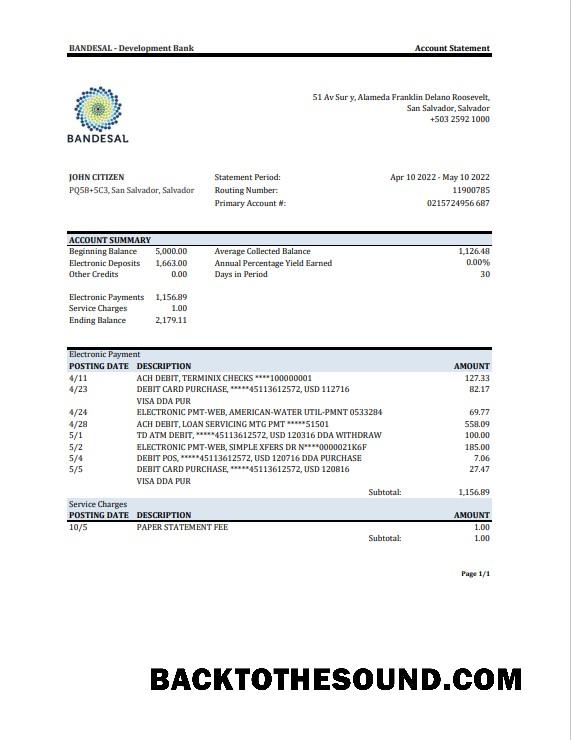 BANDESAL - Development Bank Account Statement
51 Av Sur y, Alameda Franklin Delano Roosevelt,
San Salvador, Salvador
+503 2592 1000
BANDESAL
JOHN CITIZEN Statement Period: Apr 10 2022 - May 10 2022
PQ58+5C3, San Salvador, Salvador Routing Number: 11900785
Primary Account #: 0215724956 687
ACCOUNT SUMMARY
Beginning Balance 5,000.00 Average Collected Balance 1,126.48
Electronic Deposits 1,663.00 Annual Percentage Yield Earned 0.00%
Other Credits 0.00 Days in Period 30
Electronic Payments 1,156.89
Service Charges 1.00
Ending Balance 2,179.11
Electronic Payment
POSTING DATE DESCRIPTION AMOUNT
4/11 ACH DEBIT, TERMINIX CHECKS ****100000001 127.33
4/23 DEBIT CARD PURCHASE, *****45113612572, USD 112716 82.17
VISA DDA PUR
4/24 ELECTRONIC PMT-WEB, AMERICAN-WATER UTIL-PMNT 0533284 69.77
4/28 ACH DEBIT, LOAN SERVICING MTG PMT *****51501 558.09
5/1 TD ATM DEBIT, *****45113612572, USD 120316 DDA WITHDRAW 100.00
5/2 ELECTRONIC PMT-WEB, SIMPLE XFERS DR N****0000021K6F 185.00
5/4 DEBIT POS, *****45113612572, USD 120716 DDA PURCHASE 7.06
5/5 DEBIT CARD PURCHASE, *****45113612572, USD 120816 27.47
VISA DDA PUR
Subtotal: 1,156.89
Service Charges
POSTING DATE DESCRIPTION AMOUNT
10/5 PAPER STATEMENT FEE 1.00
Subtotal: 1.00
Page 1/1
BACKTOTHESOUND.COM